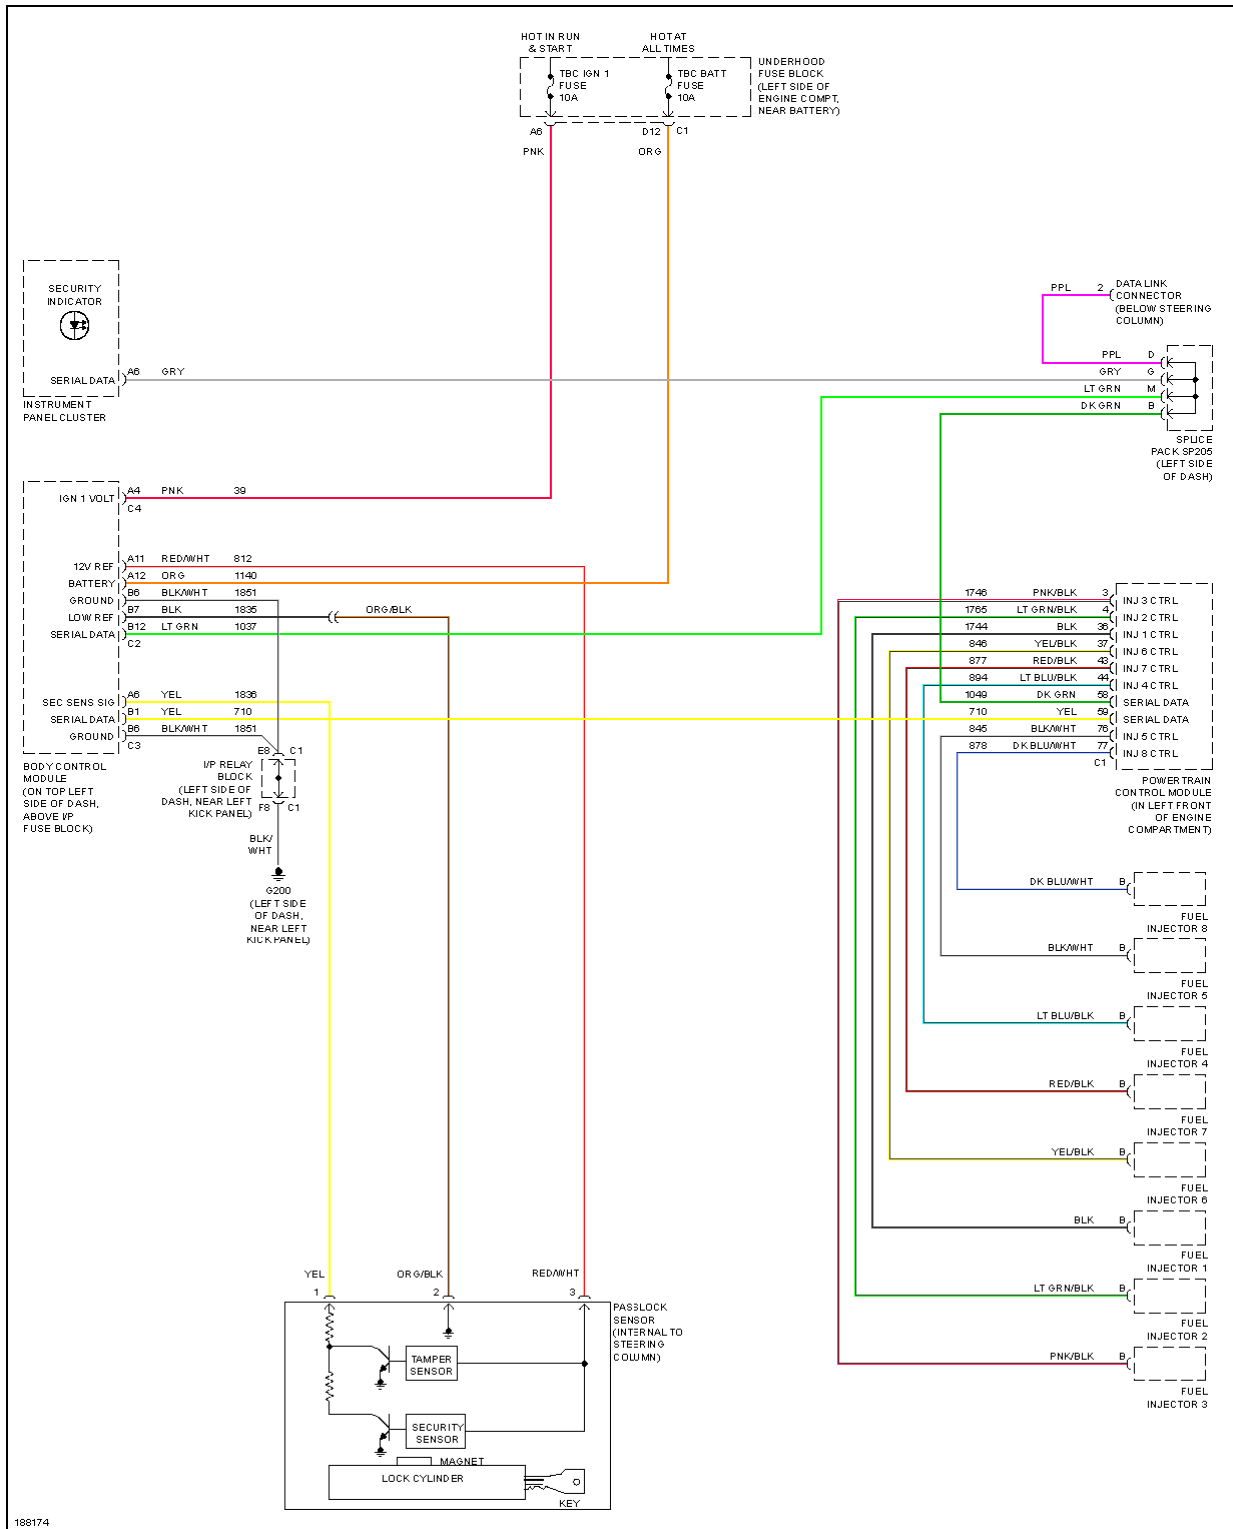 HOT IN RUN
& START
HOT AT
ALL TIMES
TBC IGN 1
FUSE
10A
TBC BATT
FUSE
10A
UNDERHOOD
FUSE BLOCK
(LEFT SIDE OF
ENGINE COMPT,
NEAR BATTERY)
A6
D12 C1
PNK
ORG
SECURITY
INDICATOR
SERIAL DATA
A6 GRY
INSTRUMENT
PANEL CLUSTER
PPL 2
DATA LINK
CONNECTOR
(BELOW STEERING
COLUMN)
PPL D
GRY G
LT GRN M
DK GRN B
SPLICE
PACK SP205
(LEFT SIDE
OF DASH)
IGN 1 VOLT A4 PNK 39
C4
12V REF A11 RED/WHT 812
BATTERY A12 ORG 1140
GROUND B6 BLK/WHT 1851
LOW REF B7 BLK 1835 ORG/BLK
SERIAL DATA B12 LT GRN 1037
C2
SEC SENS SIG A6 YEL 1836
SERIAL DATA B1 YEL 710
GROUND B6 BLK/WHT 1851
C3
BODY CONTROL
MODULE
(ON TOP LEFT
SIDE OF DASH,
ABOVE I/P
FUSE BLOCK)
E8 C1
I/P RELAY
BLOCK
(LEFT SIDE OF
DASH, NEAR LEFT
KICK PANEL)
F8 C1
BLK/
WHT
G200
(LEFT SIDE
OF DASH,
NEAR LEFT
KICK PANEL)
1746 PNK/BLK 3 INJ 3 CTRL
1765 LT GRN/BLK 4 INJ 2 CTRL
1744 BLK 36 INJ 1 CTRL
846 YEL/BLK 37 INJ 6 CTRL
877 RED/BLK 43 INJ 7 CTRL
894 LT BLU/BLK 44 INJ 4 CTRL
1049 DK GRN 58 SERIAL DATA
710 YEL 59 SERIAL DATA
845 BLK/WHT 76 INJ 5 CTRL
878 DK BLU/WHT 77 INJ 8 CTRL
C1
POWERTRAIN
CONTROL MODULE
(IN LEFT FRONT
OF ENGINE
COMPARTMENT)
DK BLU/WHT B
FUEL
INJECTOR 8
BLK/WHT B
FUEL
INJECTOR 5
LT BLU/BLK B
FUEL
INJECTOR 4
RED/BLK B
FUEL
INJECTOR 7
YEL/BLK B
FUEL
INJECTOR 6
BLK B
FUEL
INJECTOR 1
LT GRN/BLK B
FUEL
INJECTOR 2
PNK/BLK B
FUEL
INJECTOR 3
YEL
1
ORG/BLK
2
RED/WHT
3
PASSLOCK
SENSOR
(INTERNAL TO
STEERING
COLUMN)
TAMPER
SENSOR
SECURITY
SENSOR
MAGNET
LOCK CYLINDER
KEY
188174